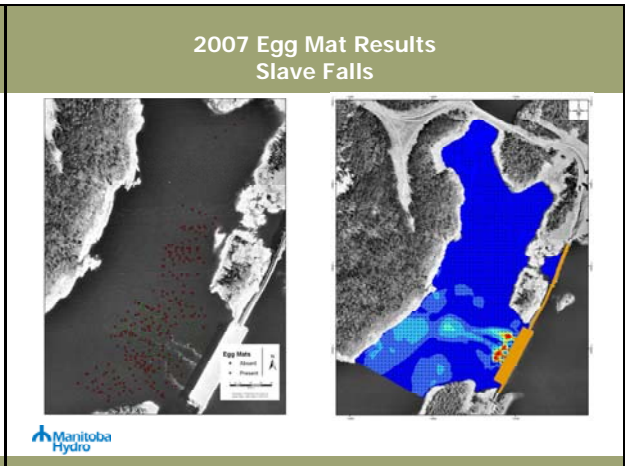 2007 Egg Mat Results
Slave Falls
Egg Mats
Absent
Present
N
Manitoba
Hydro